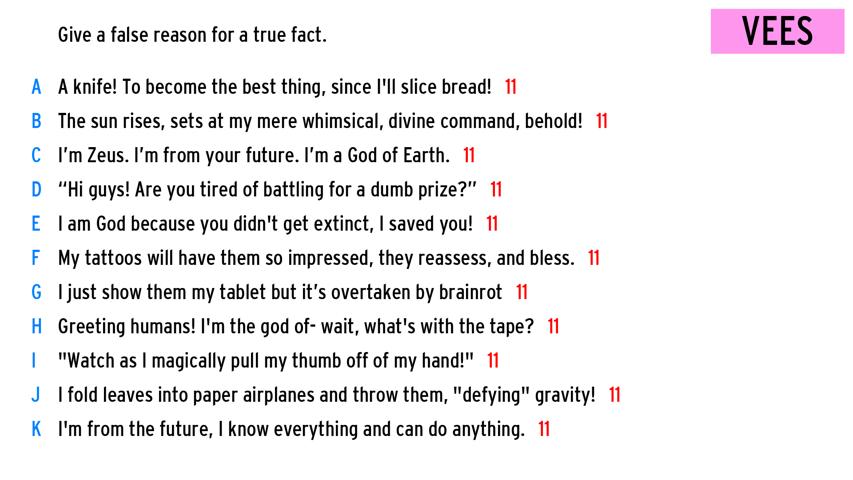 Give a false reason for a true fact.
VEES
A A knife! To become the best thing, since I'll slice bread! 11
B The sun rises, sets at my mere whimsical, divine command, behold! 11
C I’m Zeus. I’m from your future. I’m a God of Earth. 11
D “Hi guys! Are you tired of battling for a dumb prize?” 11
E I am God because you didn't get extinct, I saved you! 11
F My tattoos will have them so impressed, they reassess, and bless. 11
G I just show them my tablet but it’s overtaken by brainrot 11
H Greeting humans! I'm the god of- wait, what's with the tape? 11
I "Watch as I magically pull my thumb off of my hand!" 11
J I fold leaves into paper airplanes and throw them, "defying" gravity! 11
K I'm from the future, I know everything and can do anything. 11